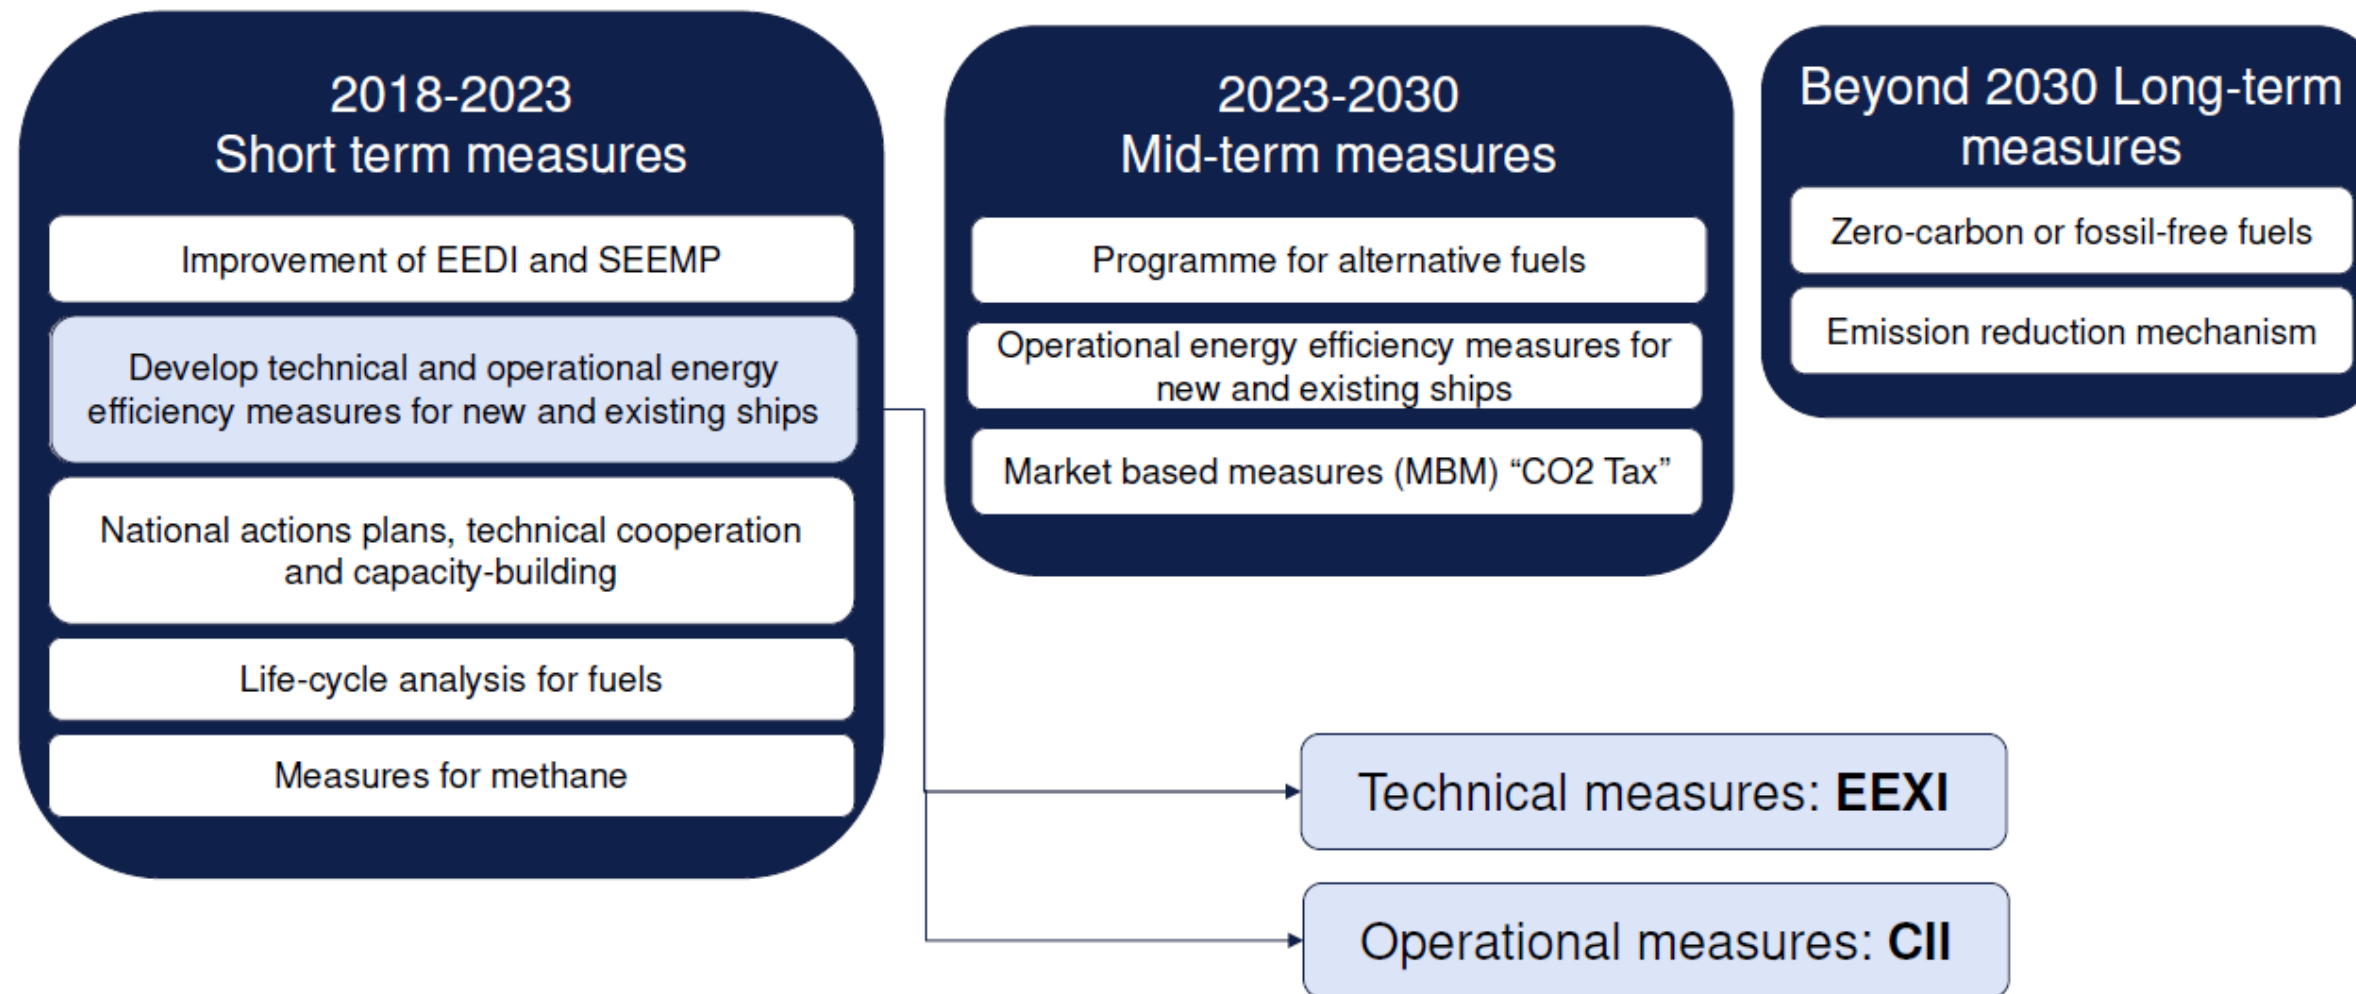 2018-2023
Short term measures
Improvement of EEDI and SEEMP
Develop technical and operational energy
efficiency measures for new and existing ships
National actions plans, technical cooperation
and capacity-building
Life-cycle analysis for fuels
Measures for methane
2023-2030
Mid-term measures
Programme for alternative fuels
Operational energy efficiency measures for
new and existing ships
Market based measures (MBM) “CO2 Tax”
Beyond 2030 Long-term
measures
Zero-carbon or fossil-free fuels
Emission reduction mechanism
Technical measures: EEXI
Operational measures: CII